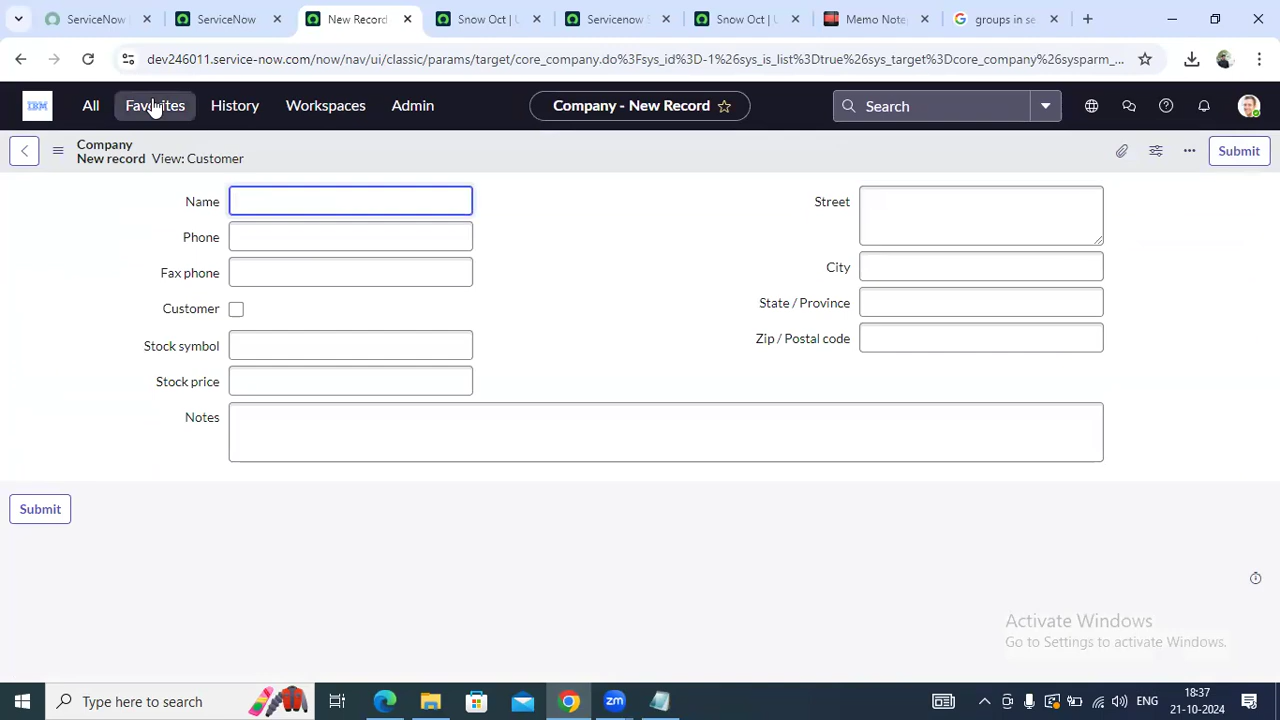 ServiceNow
ServiceNow
New Record
Snow Oct | U
Servicenow D
Snow Oct | U
Memo Note
groups in se
dev246011.service-now.com/now/nav/ui/classic/params/target/core_company.do%3Fsys_id%3D-1%26sys_is_list%3Dtrue%26sys_target%3Dcore_company%26sysparm_...
IBM
All
Favorites
History
Workspaces
Admin
Company - New Record
Search
Company
New record View: Customer
Submit
Name
Phone
Fax phone
Customer
Stock symbol
Stock price
Notes
Street
City
State / Province
Zip / Postal code
Submit
Activate Windows
Go to Settings to activate Windows.
Type here to search
zm
ENG
18:37
21-10-2024